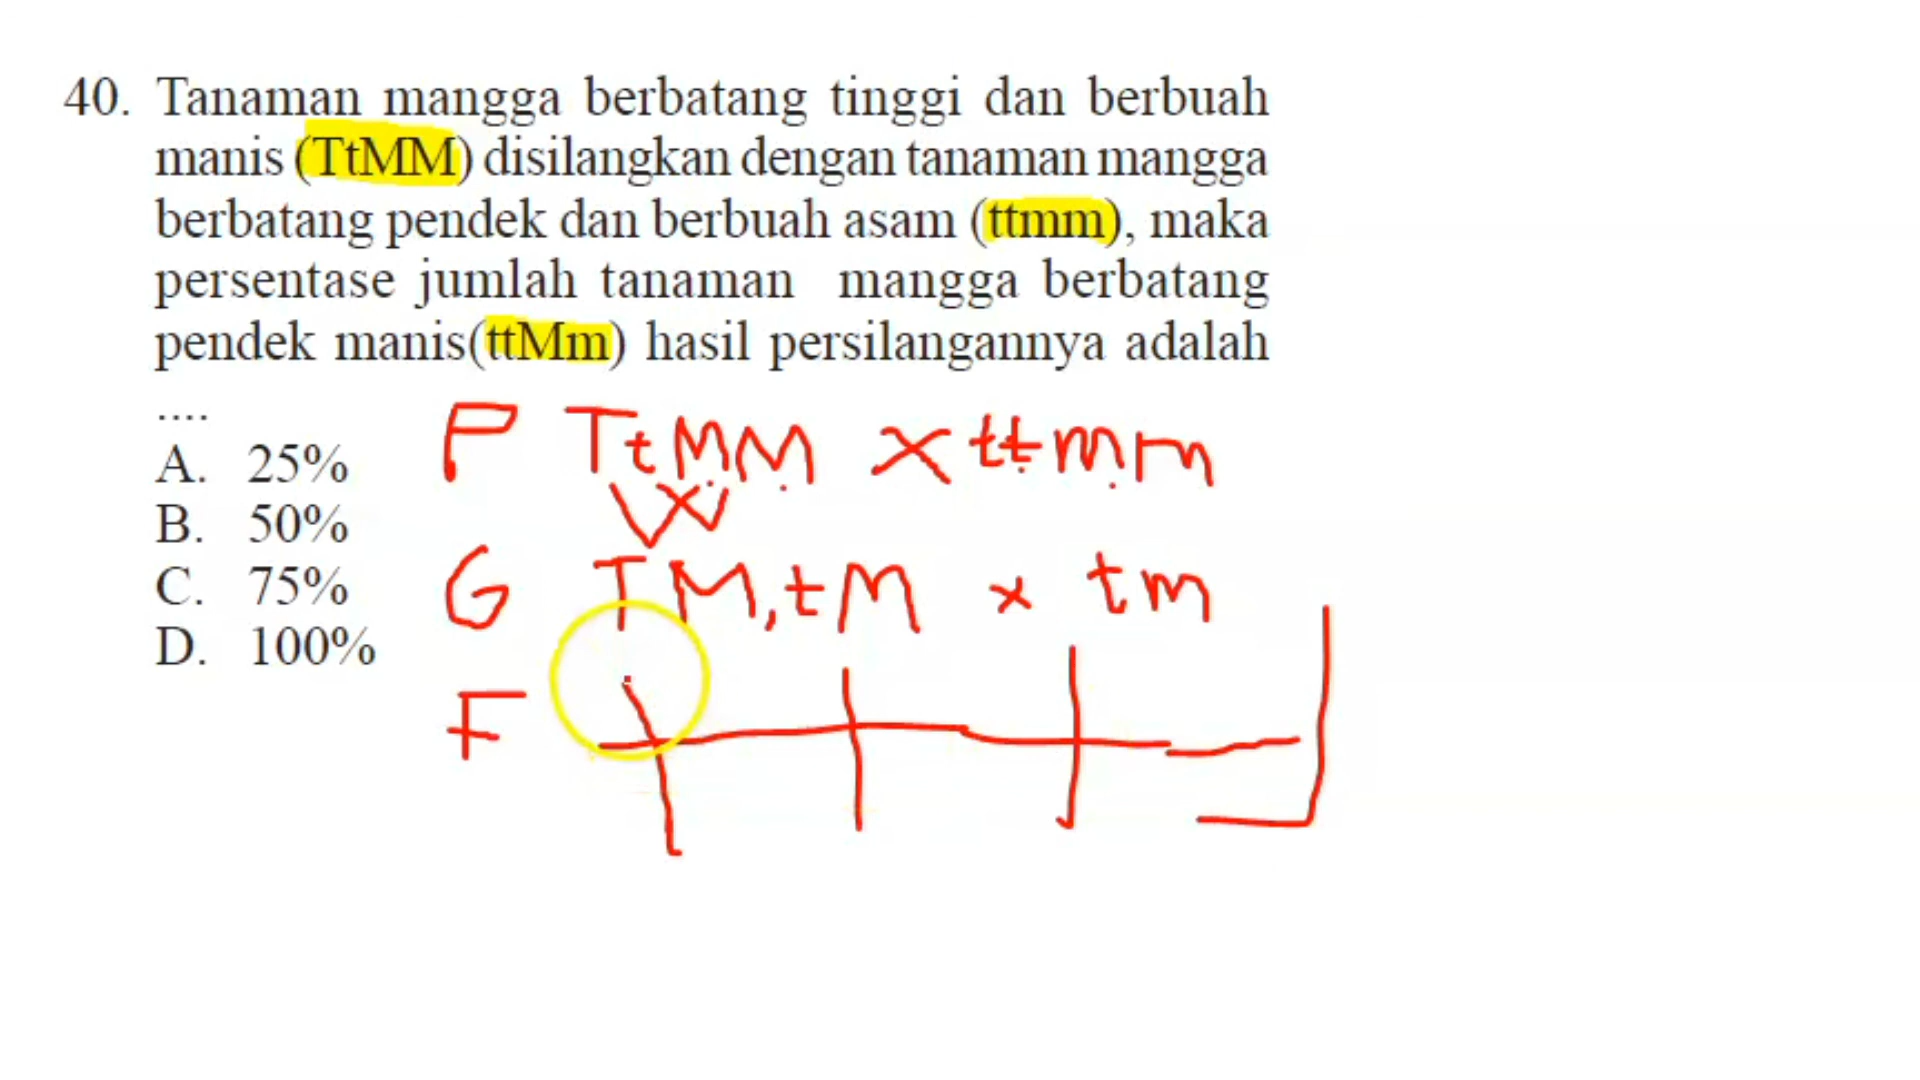 40. Tanaman mangga berbatang tinggi dan berbuah
manis (TtMM) disilangkan dengan tanaman mangga
berbatang pendek dan berbuah asam (ttmm), maka
persentase jumlah tanaman mangga berbatang
pendek manis(ttMm) hasil persilangannya adalah
....
A. 25%
B. 50%
C. 75%
D. 100%
P TtMM x ttmm
G TM, tM x tm
F